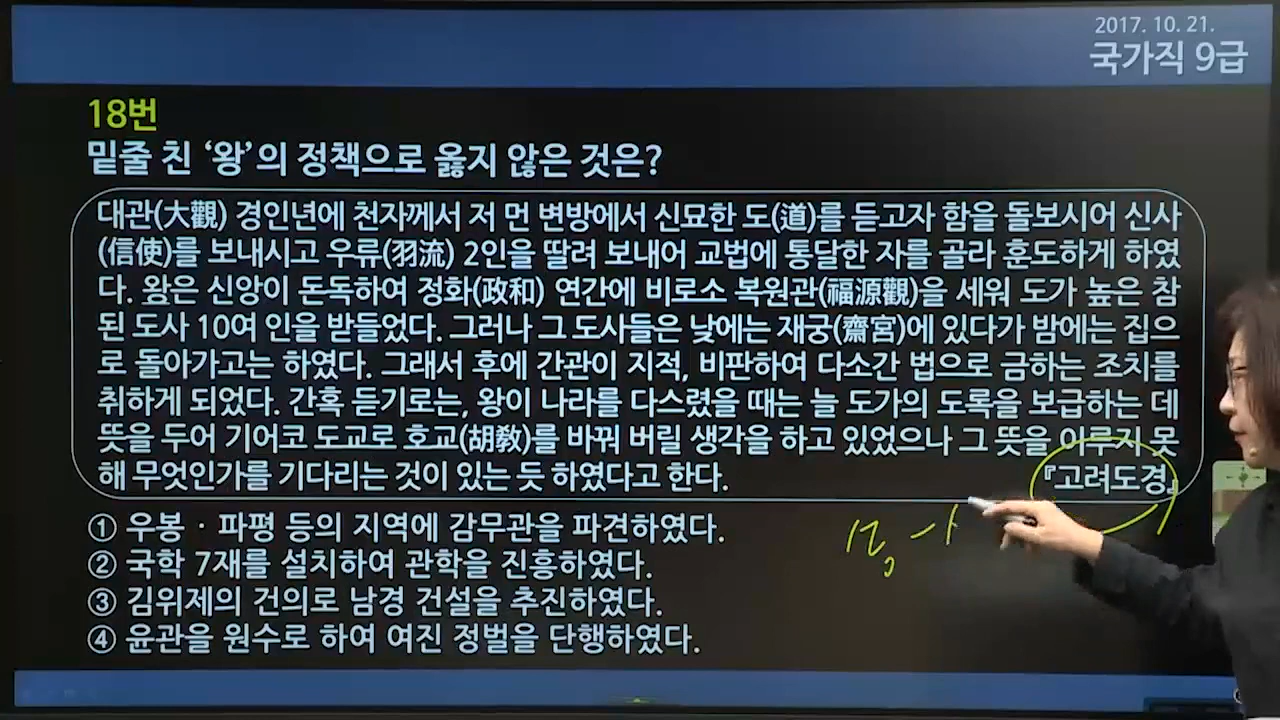 2017. 10. 21.
국가직 9급
18번
밑줄 친 ‘왕’의 정책으로 옳지 않은 것은?
대관(大觀) 경인년에 천자께서 저 먼 변방에서 신묘한 도(道)를 듣고자 함을 돌보시어 신사
(信使)를 보내시고 우류(羽流) 2인을 딸려 보내어 교법에 통달한 자를 골라 훈도하게 하였
다. 왕은 신앙이 돈독하여 정화(政和) 연간에 비로소 복원관(福源觀)을 세워 도가 높은 참
된 도사 10여 인을 받들었다. 그러나 그 도사들은 낮에는 재궁(齋宮)에 있다가 밤에는 집으
로 돌아가고는 하였다. 그래서 후에 간관이 지적, 비판하여 다소간 법으로 금하는 조치를
취하게 되었다. 간혹 듣기로는, 왕이 나라를 다스렸을 때는 늘 도가의 도록을 보급하는 데
뜻을 두어 기어코 도교로 호교(胡敎)를 바꿔 버릴 생각을 하고 있었으나 그 뜻을 이루지 못
해 무엇인가를 기다리는 것이 있는 듯 하였다고 한다.
『고려도경』
① 우봉 · 파평 등의 지역에 감무관을 파견하였다.
② 국학 7재를 설치하여 관학을 진흥하였다.
③ 김위제의 건의로 남경 건설을 추진하였다.
④ 윤관을 원수로 하여 여진 정벌을 단행하였다.